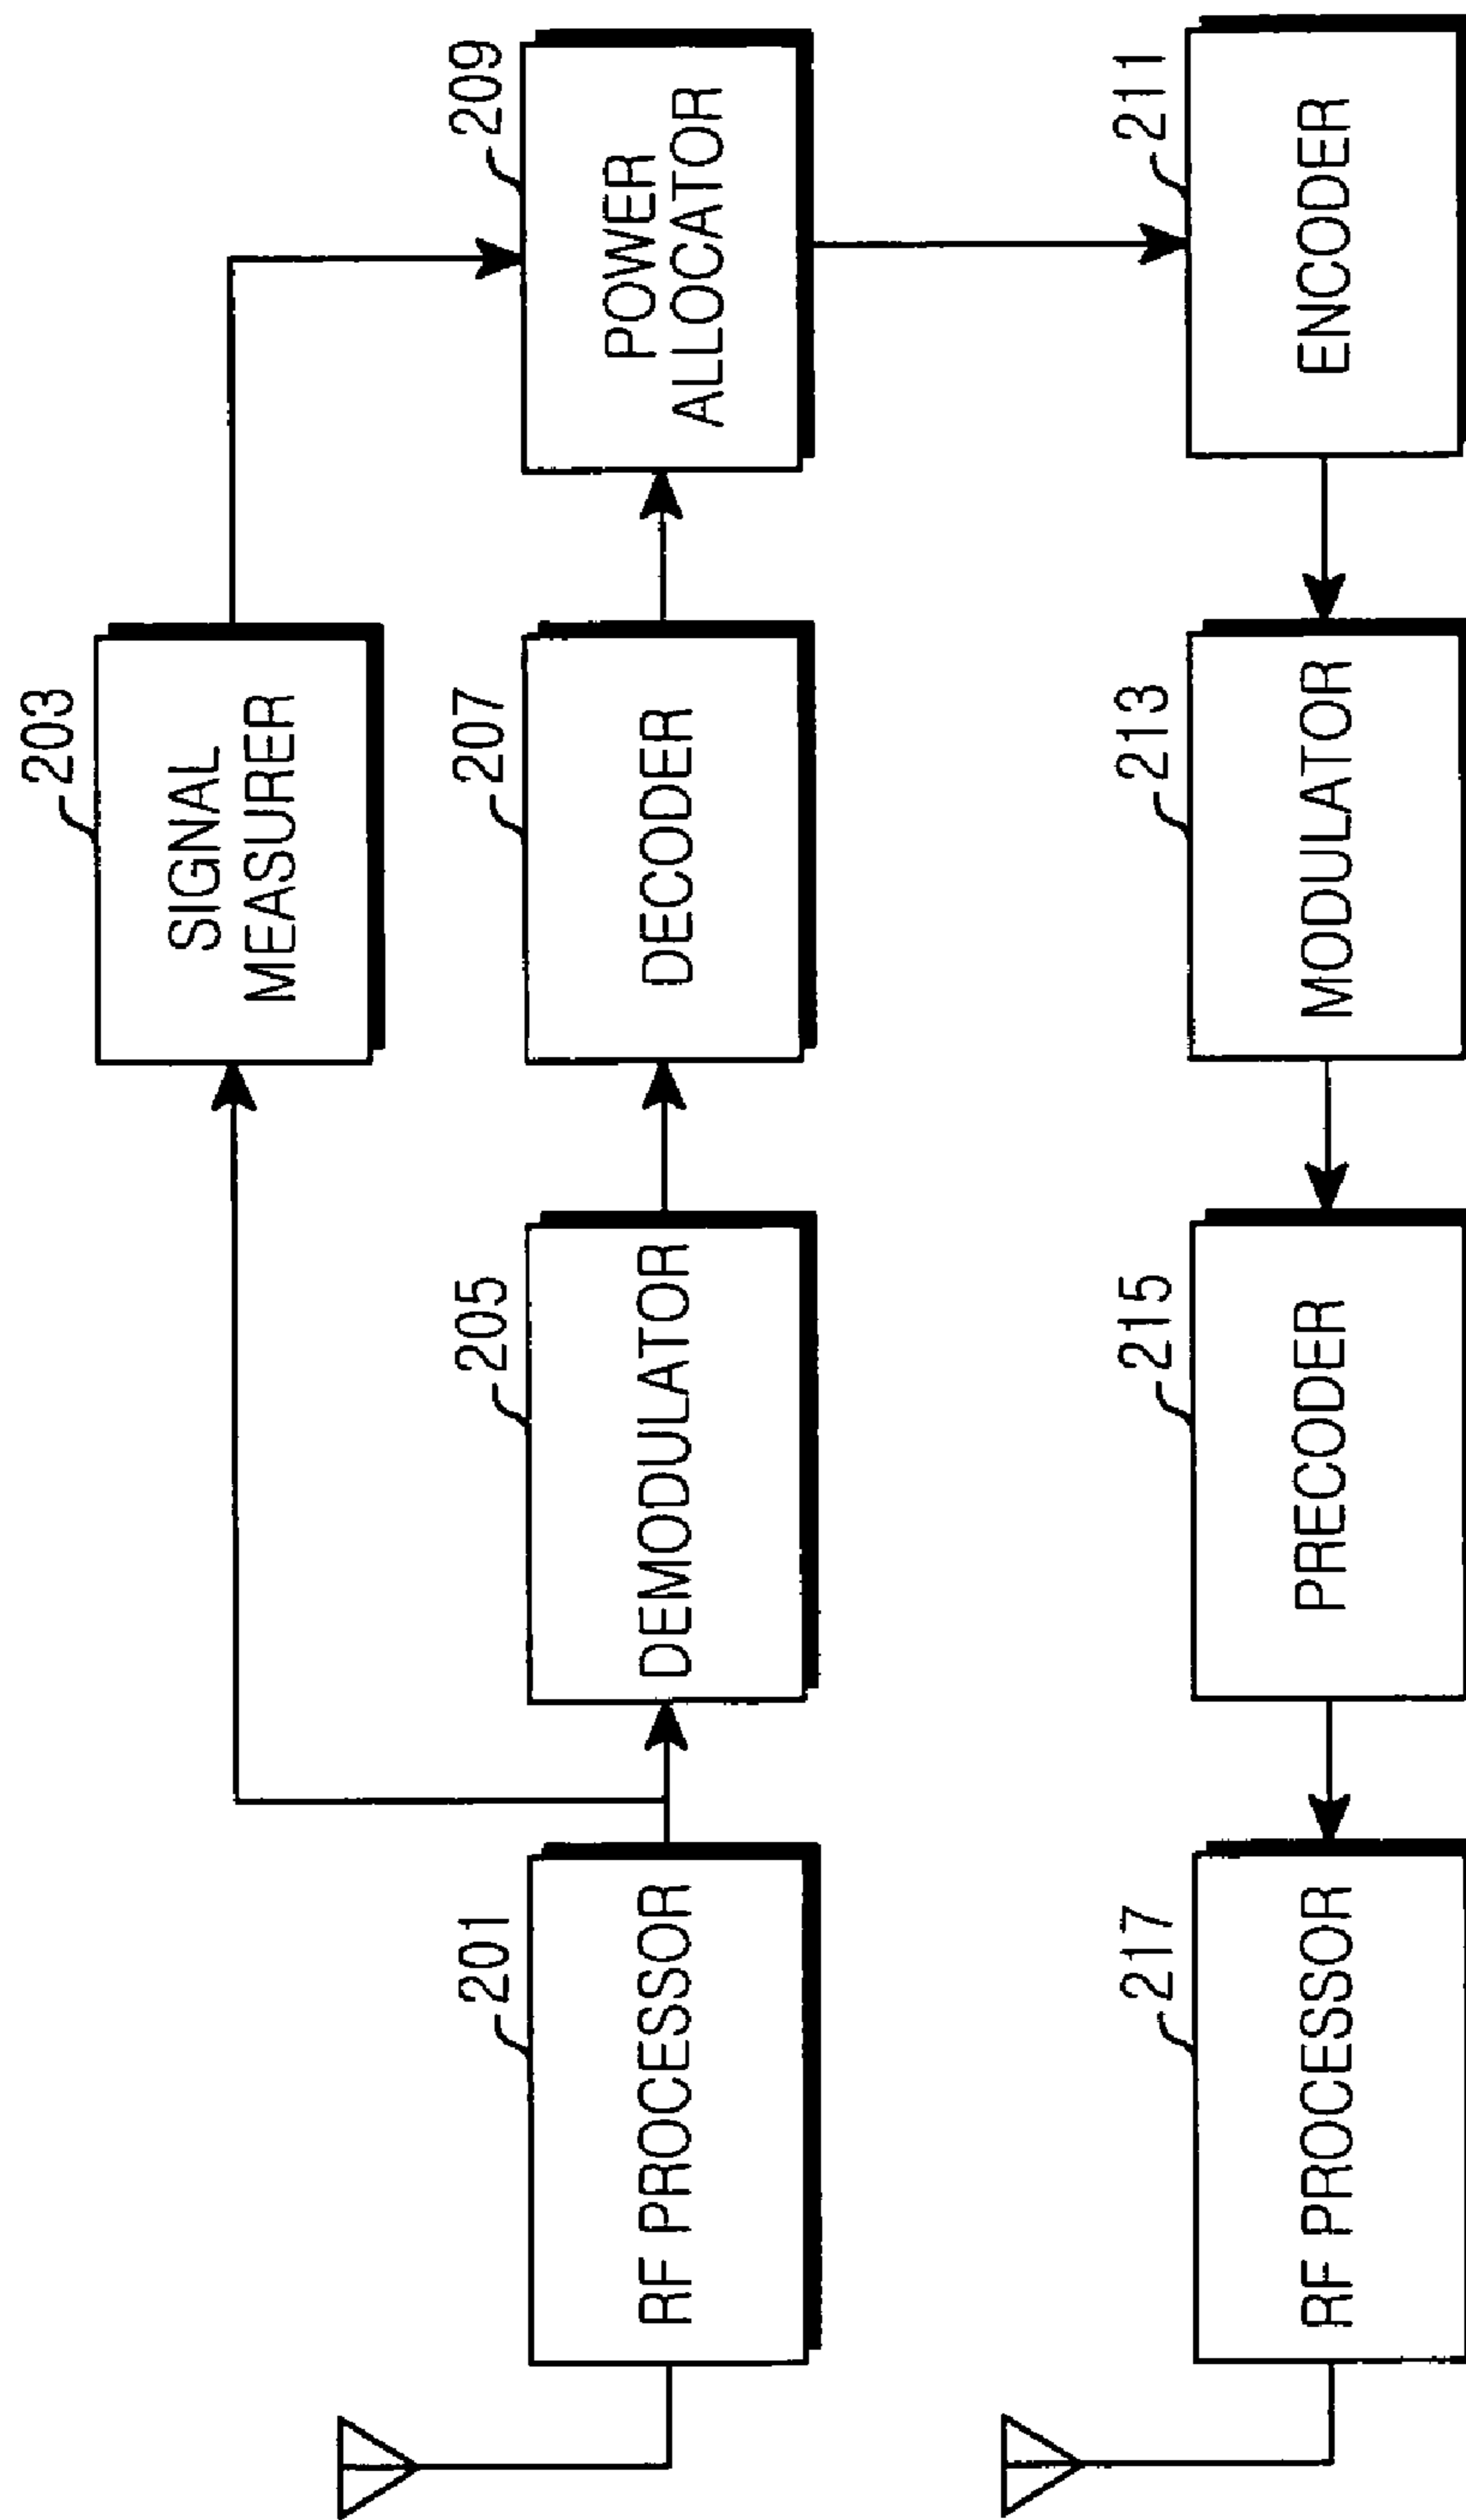 203
SIGNAL
MEASURER
201
RF PROCESSOR
205
DEMODULATOR
207
DECODER
209
POWER
ALLOCATOR
217
RF PROCESSOR
215
PRECODER
213
MODULATOR
211
ENCODER